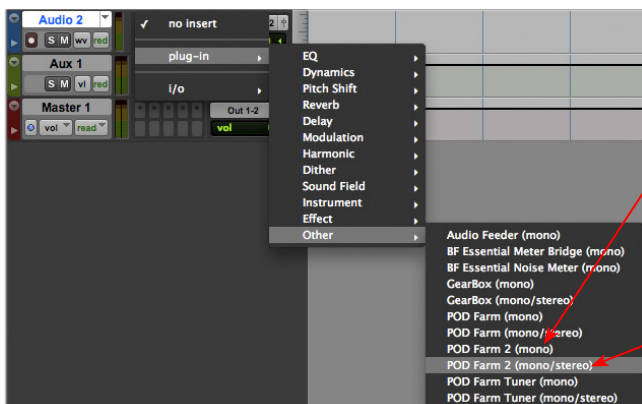 Audio 2
no insert
2
S M wv red
plug-in
Aux 1
S M vl red
i/o
Master 1
Out 1-2
vol read
vol
EQ
Dynamics
Pitch Shift
Reverb
Delay
Modulation
Harmonic
Dither
Sound Field
Instrument
Effect
Other
Audio Feeder (mono)
BF Essential Meter Bridge (mono)
BF Essential Noise Meter (mono)
GearBox (mono)
GearBox (mono/stereo)
POD Farm (mono)
POD Farm (mono/stereo)
POD Farm 2 (mono)
POD Farm 2 (mono/stereo)
POD Farm Tuner (mono)
POD Farm Tuner (mono/stereo)